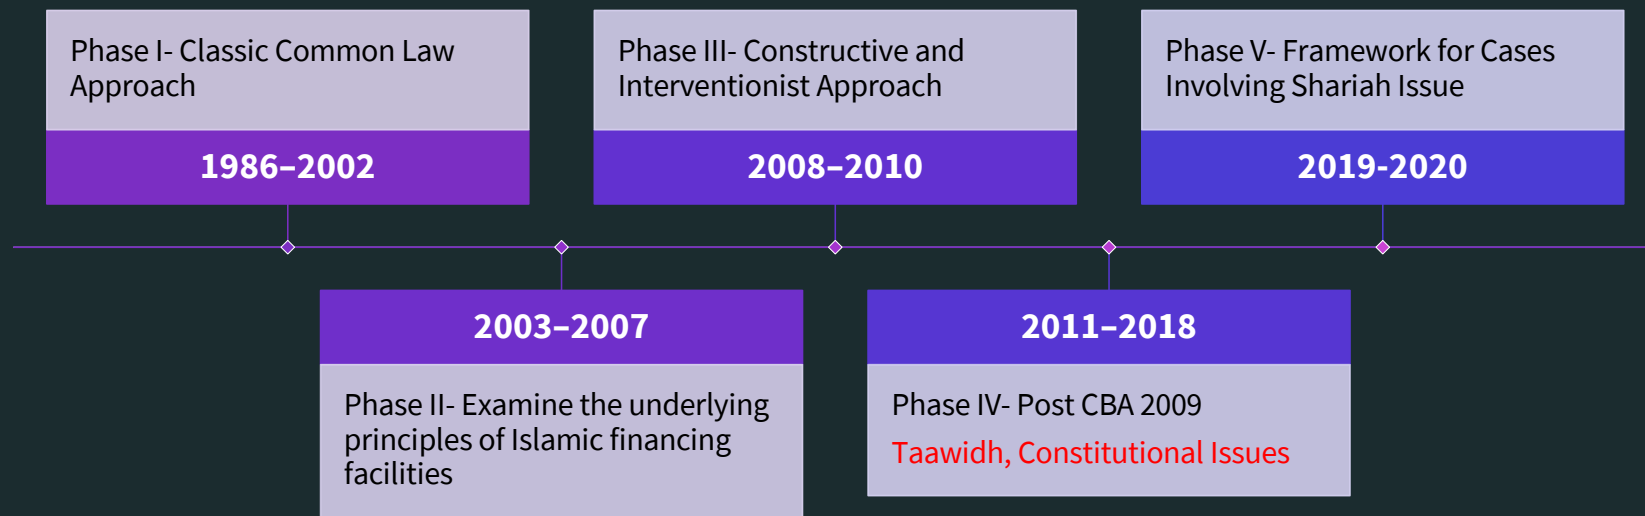 Phase I- Classic Common Law
Approach
1986–2002
2003–2007
Phase II- Examine the underlying
principles of Islamic financing
facilities
Phase III- Constructive and
Interventionist Approach
2008–2010
2011–2018
Phase IV- Post CBA 2009
Taawidh, Constitutional Issues
Phase V- Framework for Cases
Involving Shariah Issue
2019-2020